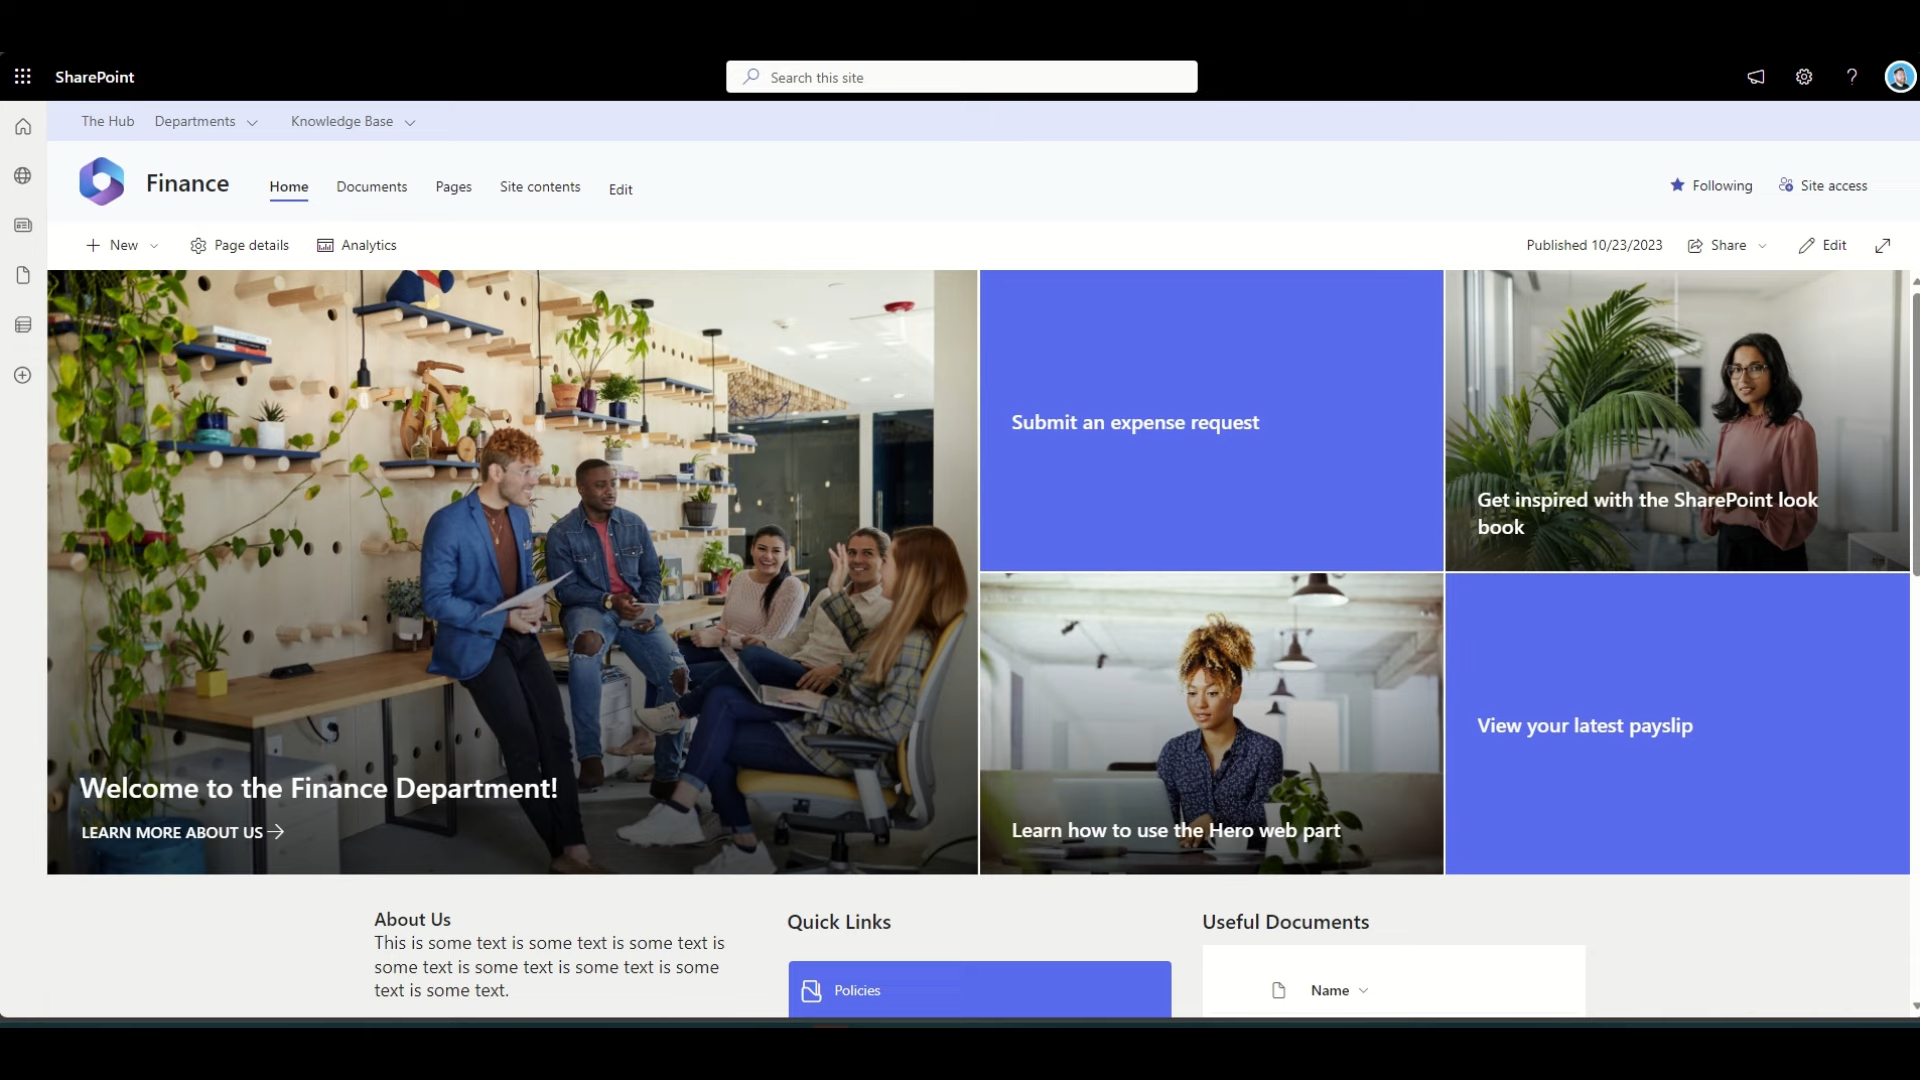 SharePoint
Search this site
?
The Hub
Departments
Knowledge Base
Finance
Home
Documents
Pages
Site contents
Edit
Following
Site access
New
Page details
Analytics
Published 10/23/2023
Share
Edit
Welcome to the Finance Department!
LEARN MORE ABOUT US
Submit an expense request
Get inspired with the SharePoint look
book
Learn how to use the Hero web part
View your latest payslip
About Us
This is some text is some text is some text is
some text is some text is some text is some
text is some text.
Quick Links
Policies
Useful Documents
Name